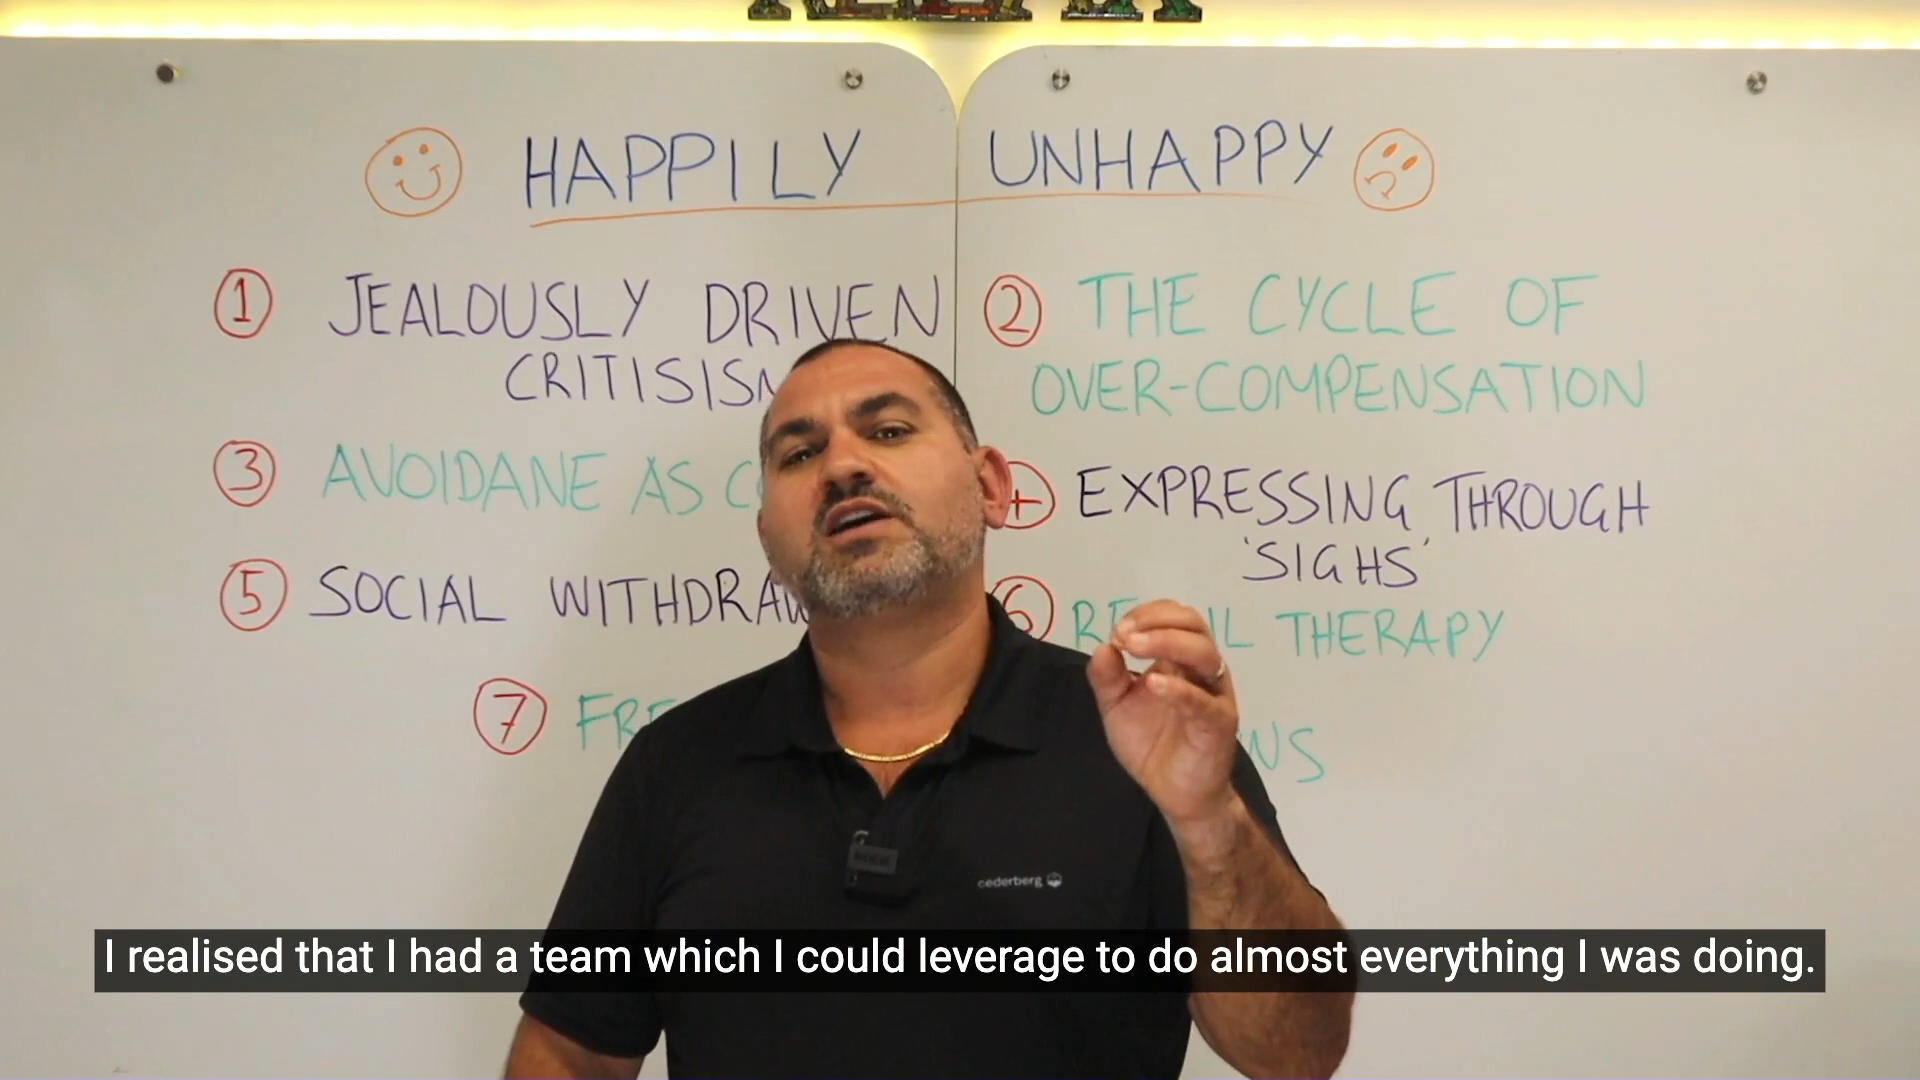 HAPPILY UNHAPPY
1 JEALOUSLY DRIVEN
CRITISISM
2 THE CYCLE OF
OVER-COMPENSATION
3 AVOIDANE AS
+ EXPRESSING THROUGH
'SIGHS'
5 SOCIAL
6 THERAPY
7
cederberg
I realised that I had a team which I could leverage to do almost everything I was doing.